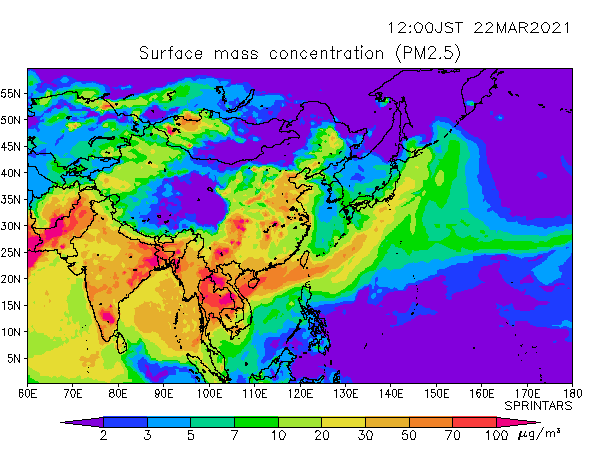 12:00JST 22MAR2021
Surface mass concentration (PM2.5)
55N
50N
45N
40N
35N
30N
25N
20N
15N
10N
5N
60E 70E 80E 90E 100E 110E 120E 130E 140E 150E 160E 170E 180
SPRINTARS
2 3 5 7 10 20 30 50 70 100 μg/m³